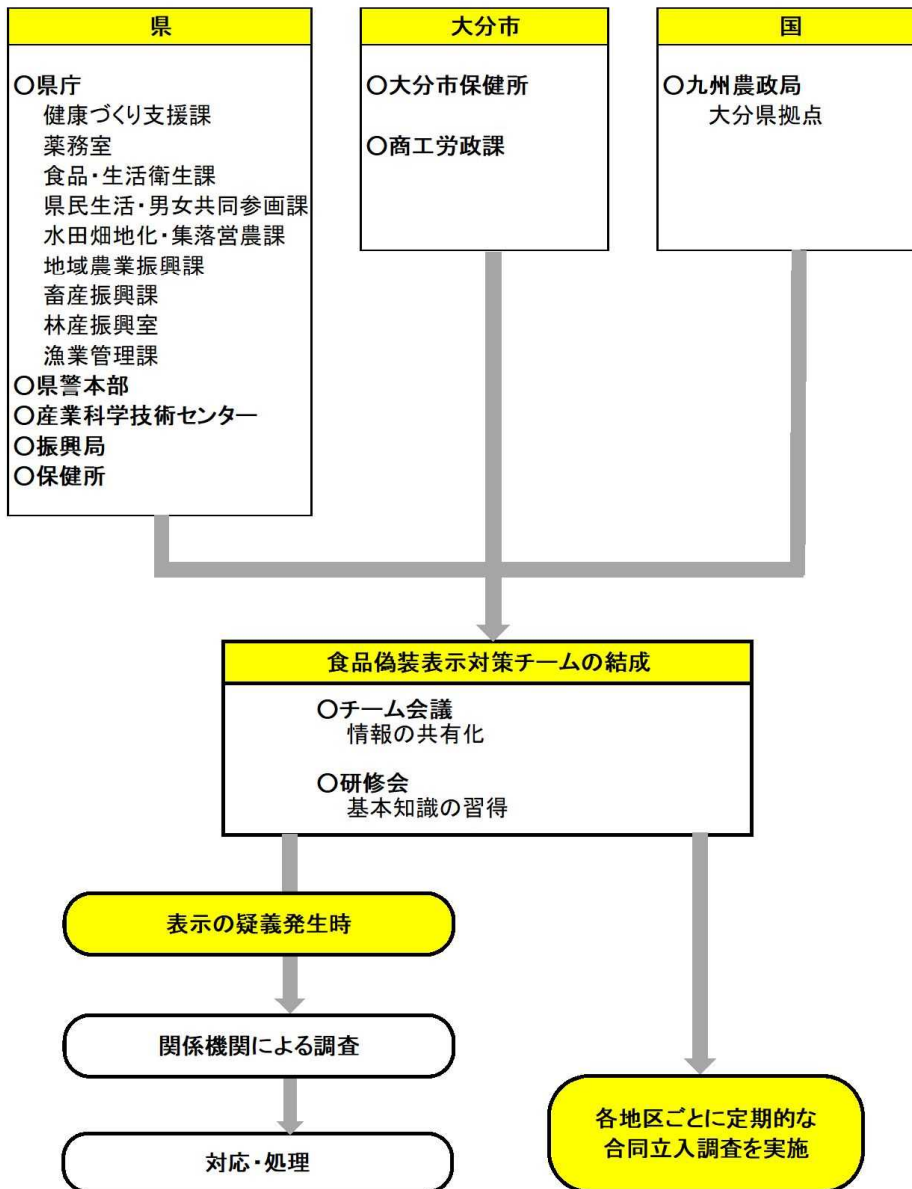 県
○県庁
健康づくり支援課
薬務室
食品・生活衛生課
県民生活・男女共同参画課
水田畑地化・集落営農課
地域農業振興課
畜産振興課
林産振興室
漁業管理課
○県警本部
○産業科学技術センター
○振興局
○保健所
大分市
○大分市保健所
○商工労政課
国
○九州農政局
大分県拠点
食品偽装表示対策チームの結成
○チーム会議
情報の共有化
○研修会
基本知識の習得
表示の疑義発生時
関係機関による調査
対応・処理
各地区ごとに定期的な
合同立入調査を実施